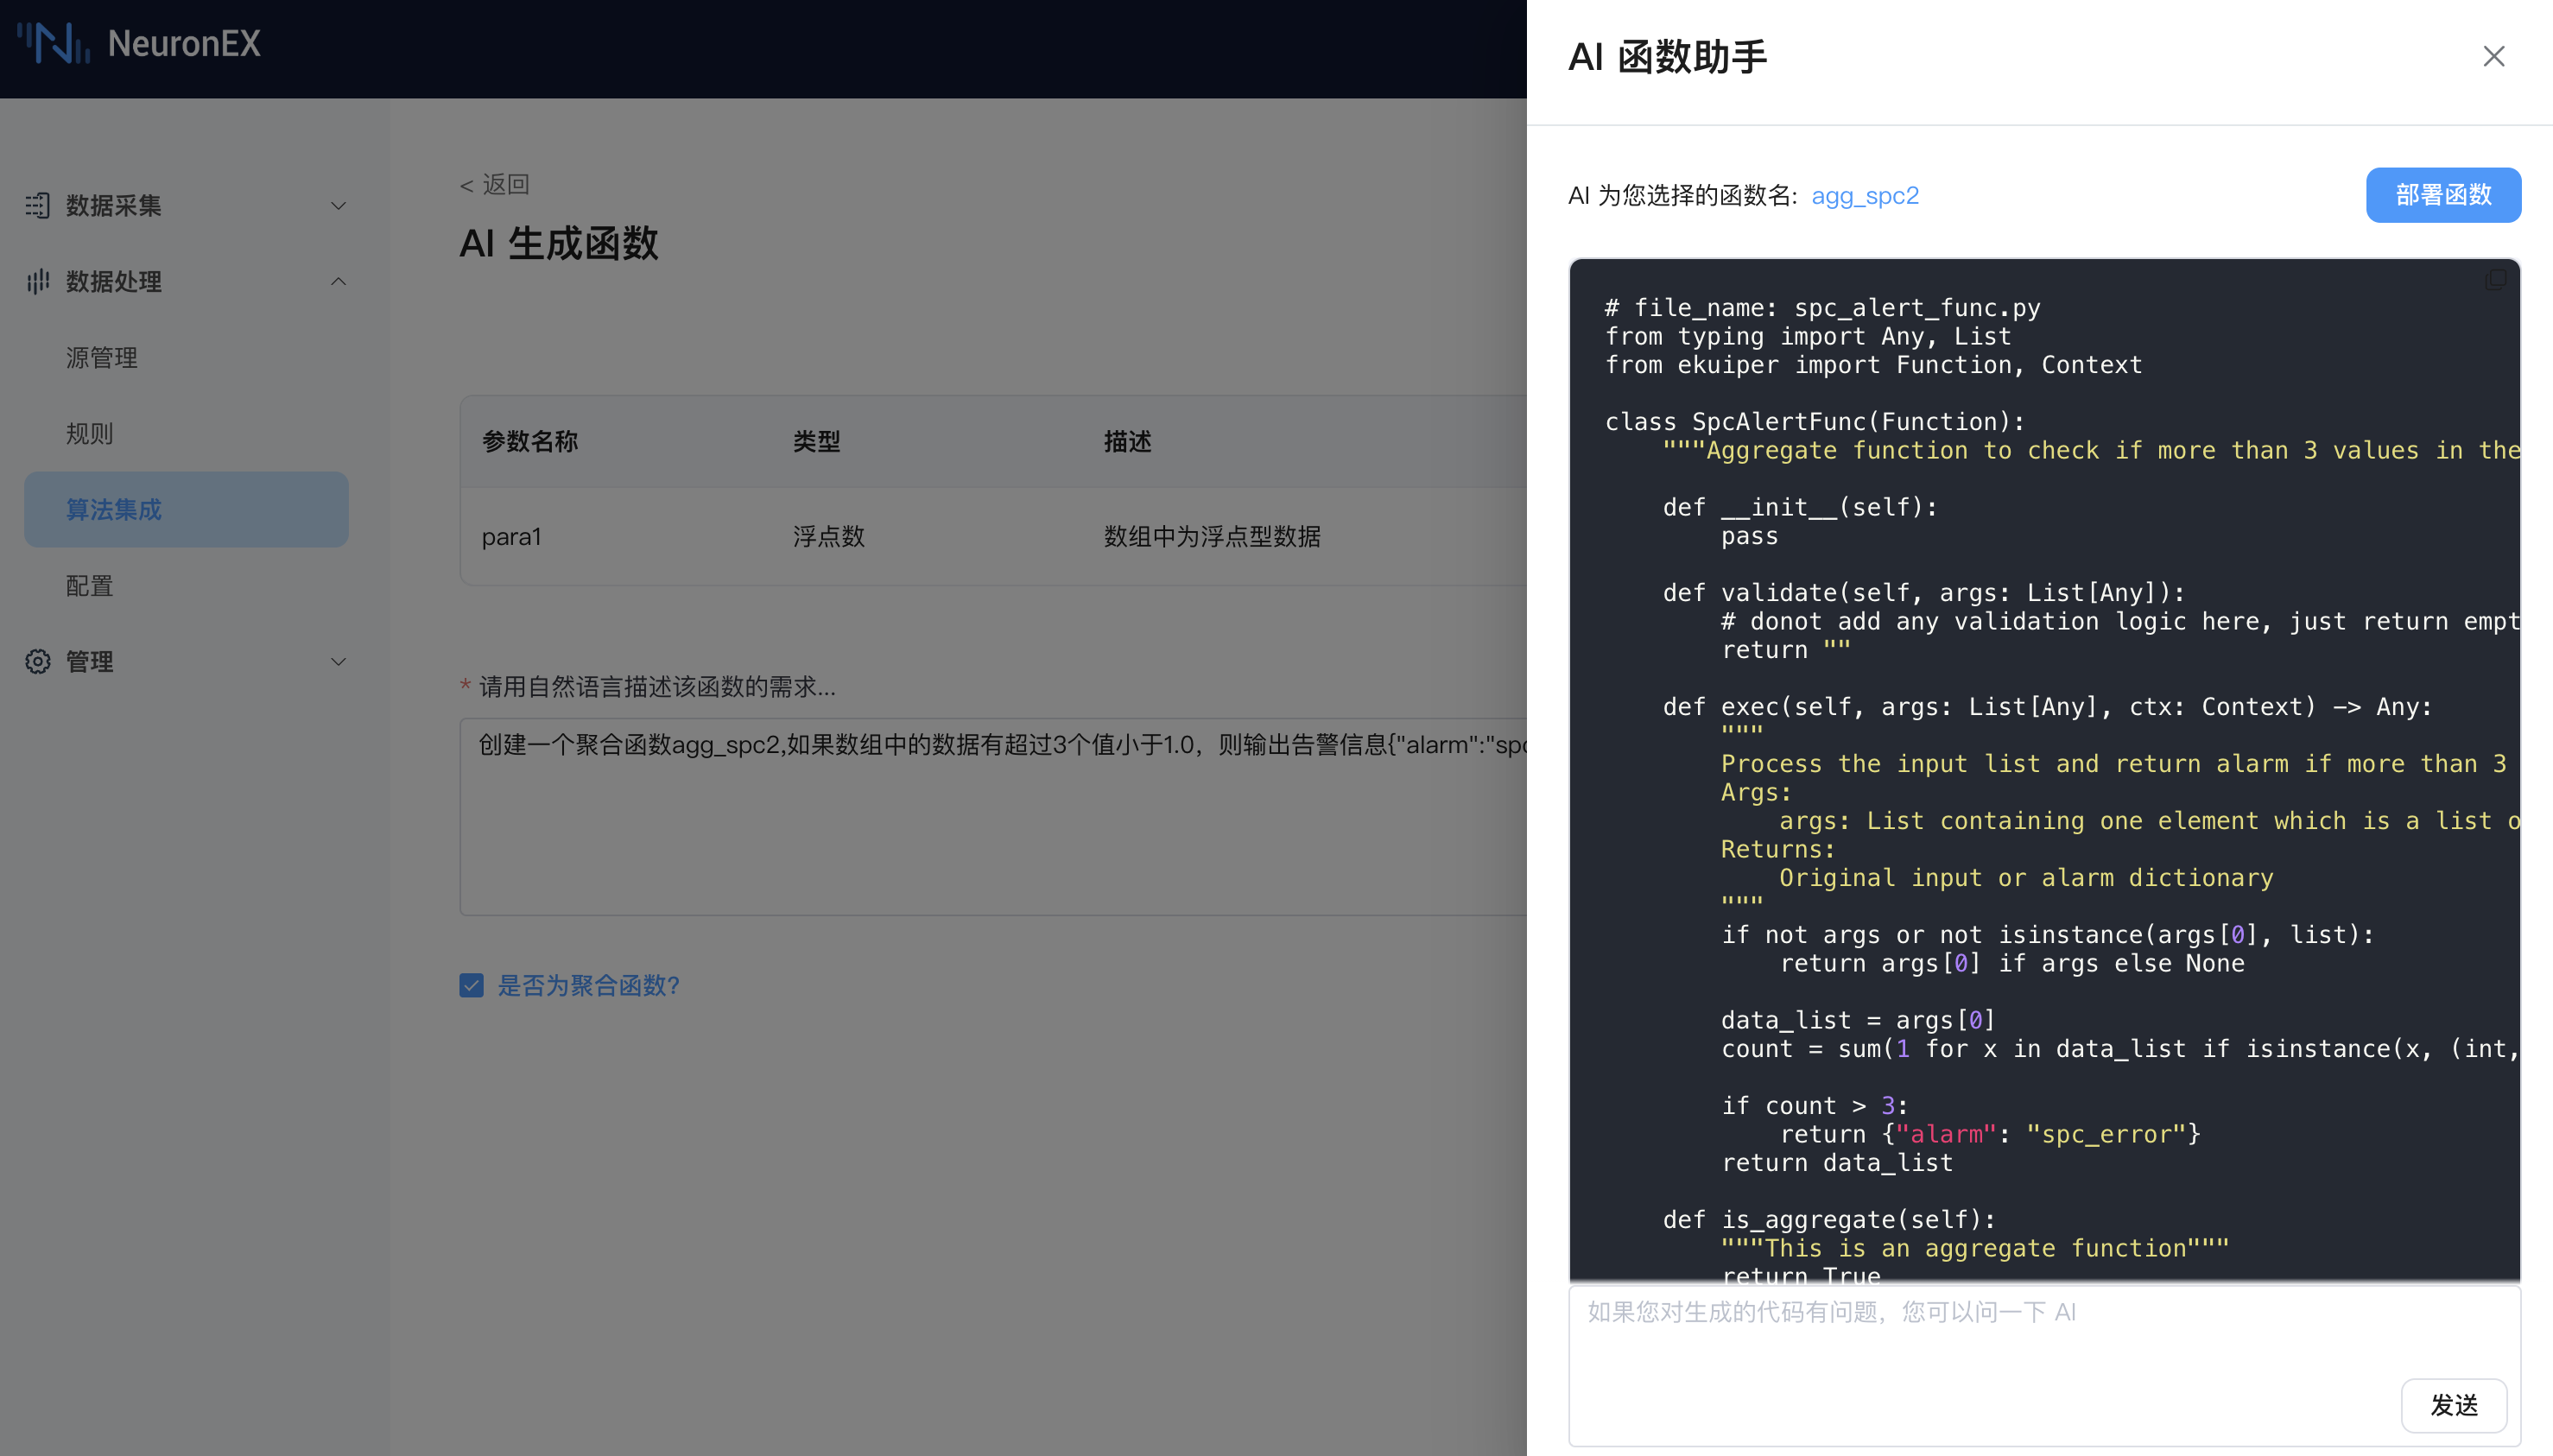 NeuronEX
数据采集
数据处理
源管理
规则
算法集成
配置
管理
< 返回
AI 生成函数
参数名称 类型 描述
para1 浮点数 数组中为浮点型数据
* 请用自然语言描述该函数的需求...
创建一个聚合函数agg_spc2,如果数组中的数据有超过3个值小于1.0，则输出告警信息{"alarm":"spc
是否为聚合函数?
AI 函数助手
AI 为您选择的函数名: agg_spc2
部署函数
# file_name: spc_alert_func.py
from typing import Any, List
from ekuiper import Function, Context
class SpcAlertFunc(Function):
"""Aggregate function to check if more than 3 values in the
def __init__(self):
pass
def validate(self, args: List[Any]):
# donot add any validation logic here, just return empt
return ""
def exec(self, args: List[Any], ctx: Context) -> Any:
"""
Process the input list and return alarm if more than 3
Args:
args: List containing one element which is a list o
Returns:
Original input or alarm dictionary
"""
if not args or not isinstance(args[0], list):
return args[0] if args else None
data_list = args[0]
count = sum(1 for x in data_list if isinstance(x, (int,
if count > 3:
return {"alarm": "spc_error"}
return data_list
def is_aggregate(self):
"""This is an aggregate function"""
return True
如果您对生成的代码有问题，您可以问一下 AI
发送